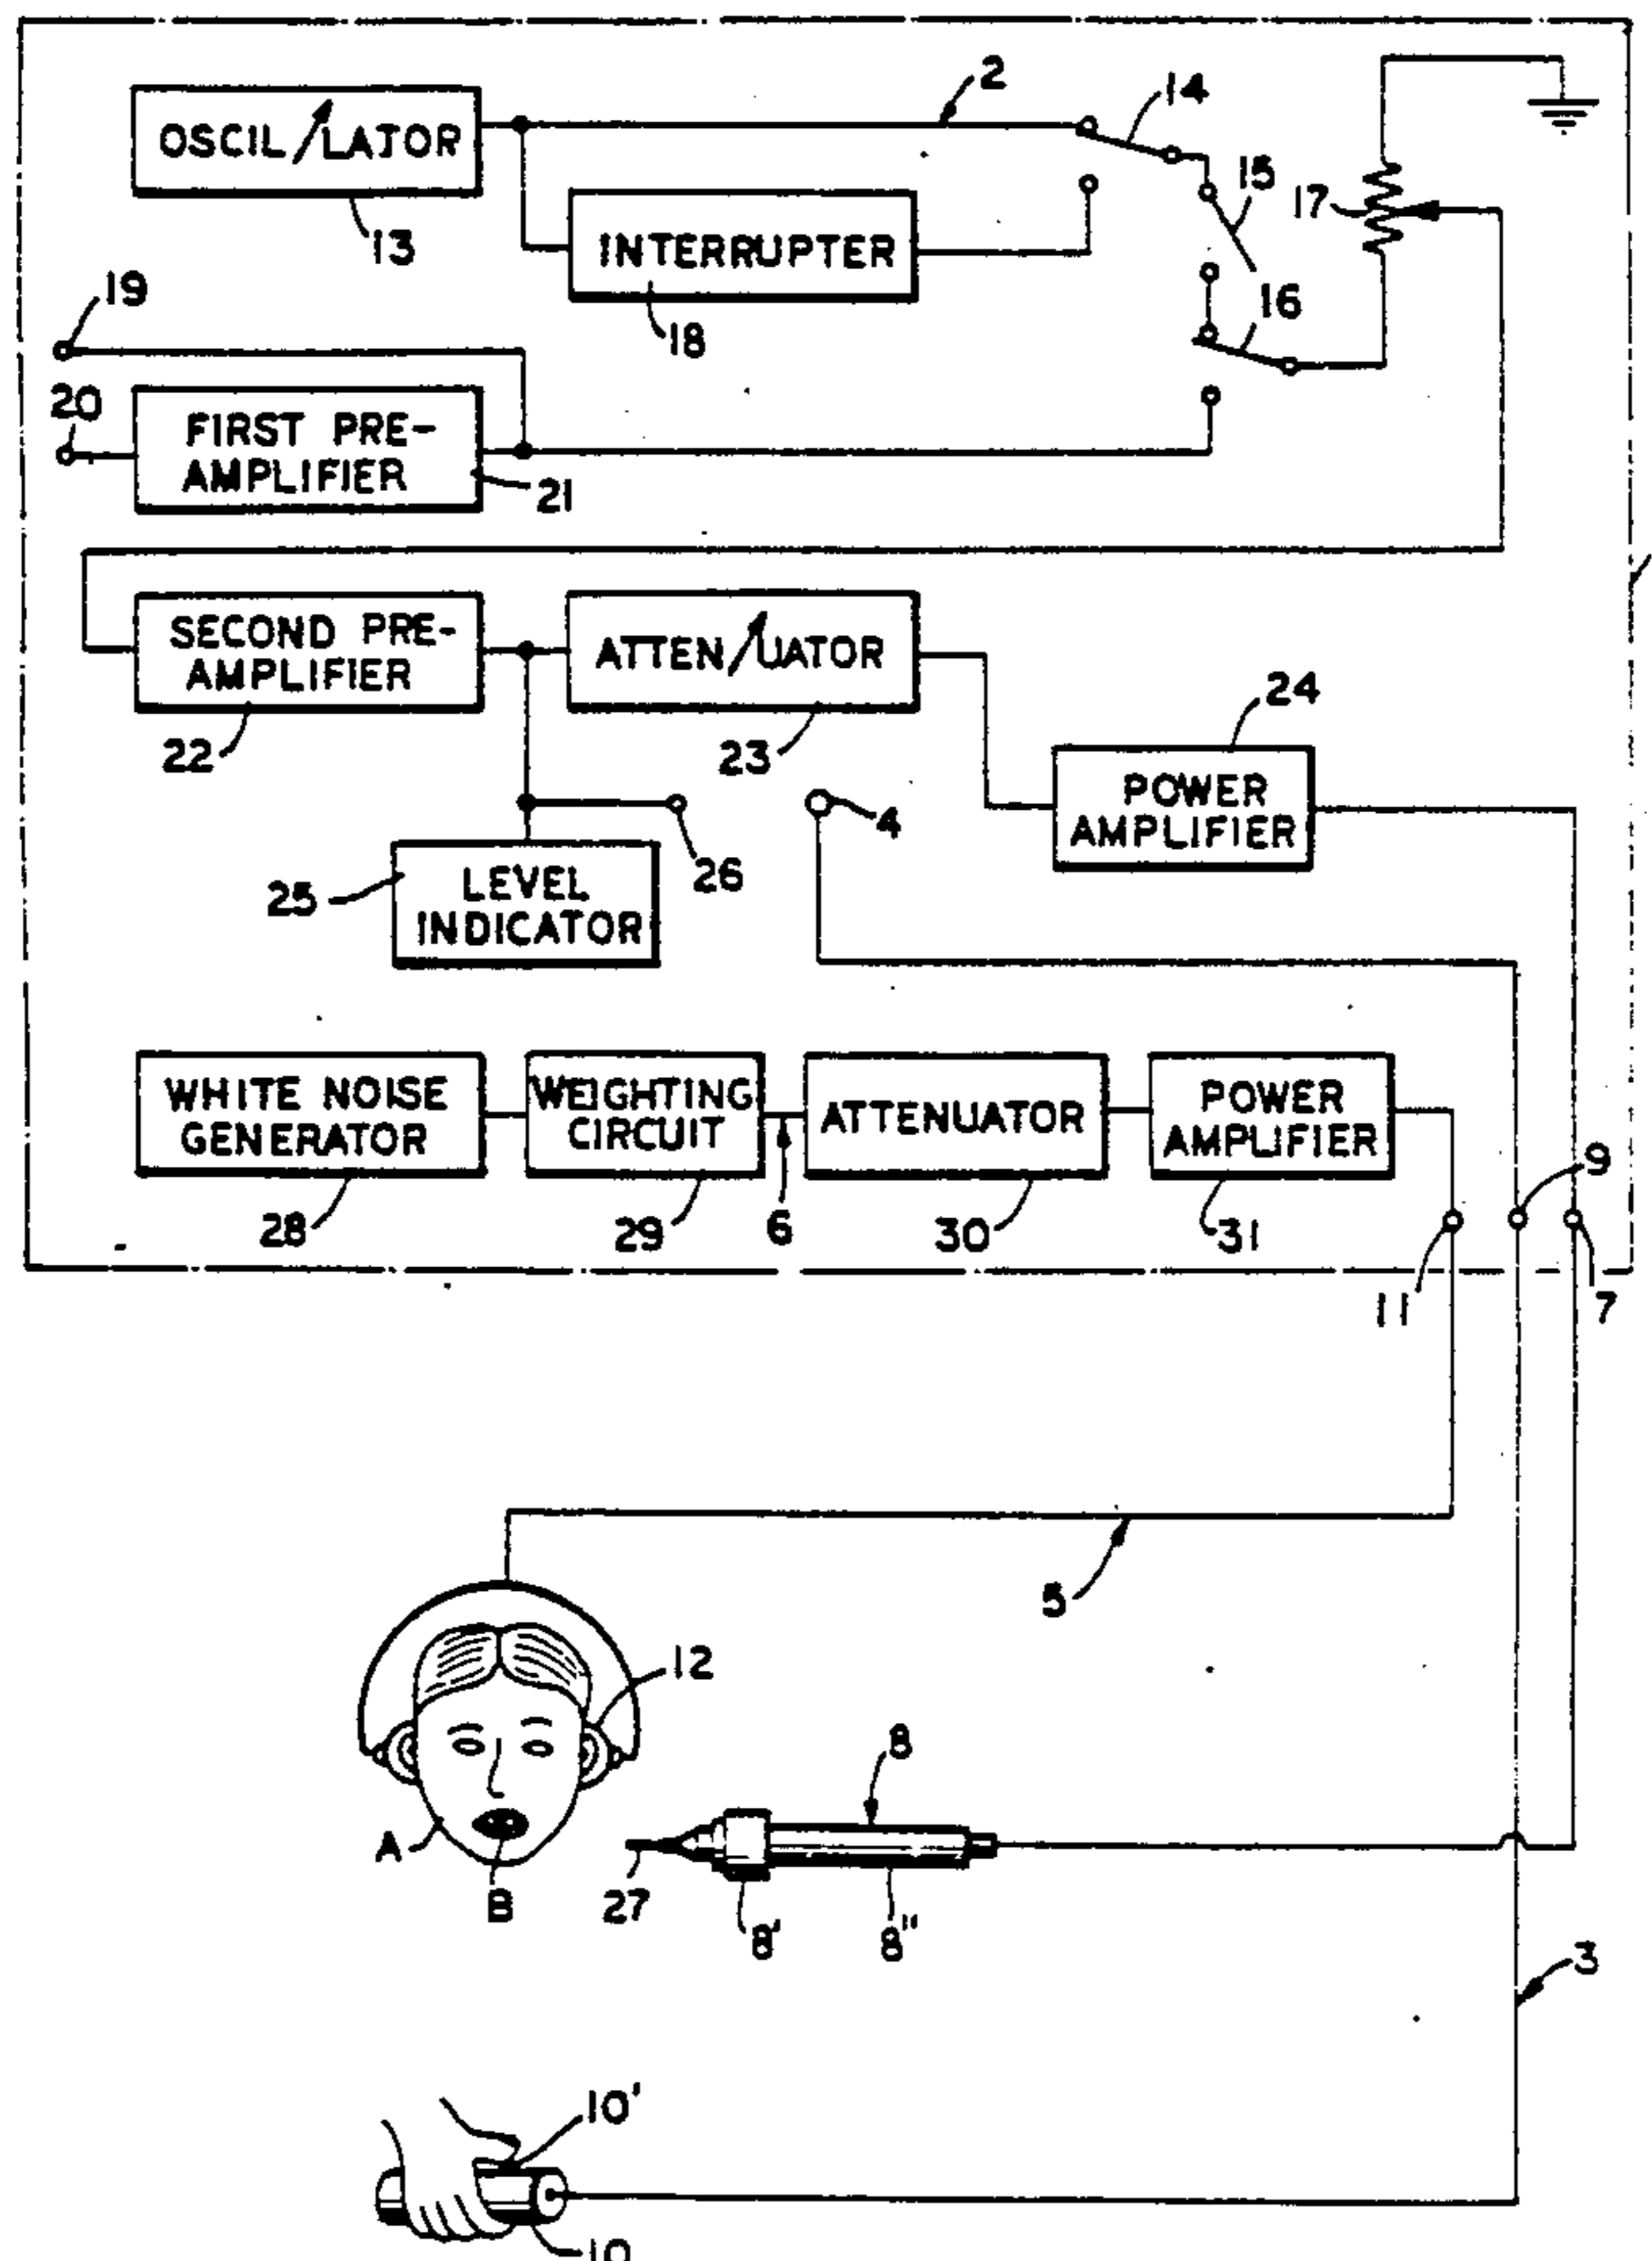 2
14
OSCIL/LATOR
15
17
13
INTERRUPTER
19
16
18
20
FIRST PRE-
AMPLIFIER
21
SECOND PRE-
AMPLIFIER
ATTEN/UATOR
24
22
23
POWER
AMPLIFIER
4
26
25
LEVEL
INDICATOR
WHITE NOISE
GENERATOR
WEIGHTING
CIRCUIT
ATTENUATOR
POWER
AMPLIFIER
9
28
29
6
30
31
11
7
5
12
8
A
B
27
8'
8"
3
10'
10